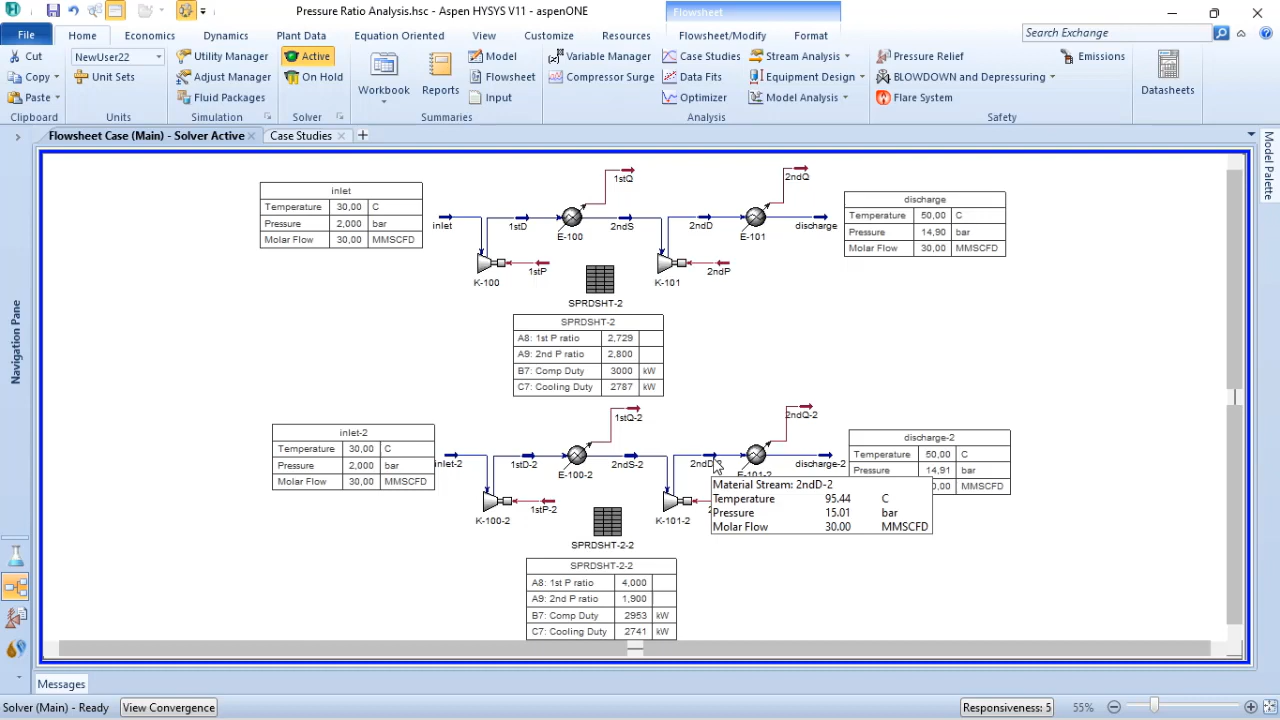 Pressure Ratio Analysis.hsc - Aspen HYSYS V11 - aspenONE
Flowsheet
File Home Economics Dynamics Plant Data Equation Oriented View Customize Resources Flowsheet/Modify Format
Search Exchange
Cut
Copy
Paste
Clipboard
NewUser22
Unit Sets
Units
Utility Manager
Adjust Manager
Fluid Packages
Simulation
Active
On Hold
Solver
Workbook
Reports
Model
Flowsheet
Input
Summaries
Variable Manager
Compressor Surge
Case Studies
Data Fits
Optimizer
Stream Analysis
Equipment Design
Model Analysis
Analysis
Pressure Relief
BLOWDOWN and Depressuring
Flare System
Emissions
Safety
Datasheets
Flowsheet Case (Main) - Solver Active
Case Studies
Navigation Pane
Model Palette
inlet
Temperature 30,00 C
Pressure 2,000 bar
Molar Flow 30,00 MMSCFD
inlet
1stD
1stQ
E-100
2ndS
2ndD
2ndQ
E-101
discharge
K-100
1stP
K-101
2ndP
discharge
Temperature 50,00 C
Pressure 14,90 bar
Molar Flow 30,00 MMSCFD
SPRDSHT-2
SPRDSHT-2
A8: 1st P ratio 2,729
A9: 2nd P ratio 2,800
B7: Comp Duty 3000 kW
C7: Cooling Duty 2787 kW
inlet-2
Temperature 30,00 C
Pressure 2,000 bar
Molar Flow 30,00 MMSCFD
inlet-2
1stD-2
1stQ-2
E-100-2
2ndS-2
2ndD
2ndQ-2
E-101-2
discharge-2
K-100-2
1stP-2
K-101-2
discharge-2
Temperature 50,00 C
Pressure 14,91 bar
0,00 MMSCFD
Material Stream: 2ndD-2
Temperature 95.44 C
Pressure 15.01 bar
Molar Flow 30.00 MMSCFD
SPRDSHT-2-2
SPRDSHT-2-2
A8: 1st P ratio 4,000
A9: 2nd P ratio 1,900
B7: Comp Duty 2953 kW
C7: Cooling Duty 2741 kW
Messages
Solver (Main) - Ready
View Convergence
Responsiveness: 5
55%